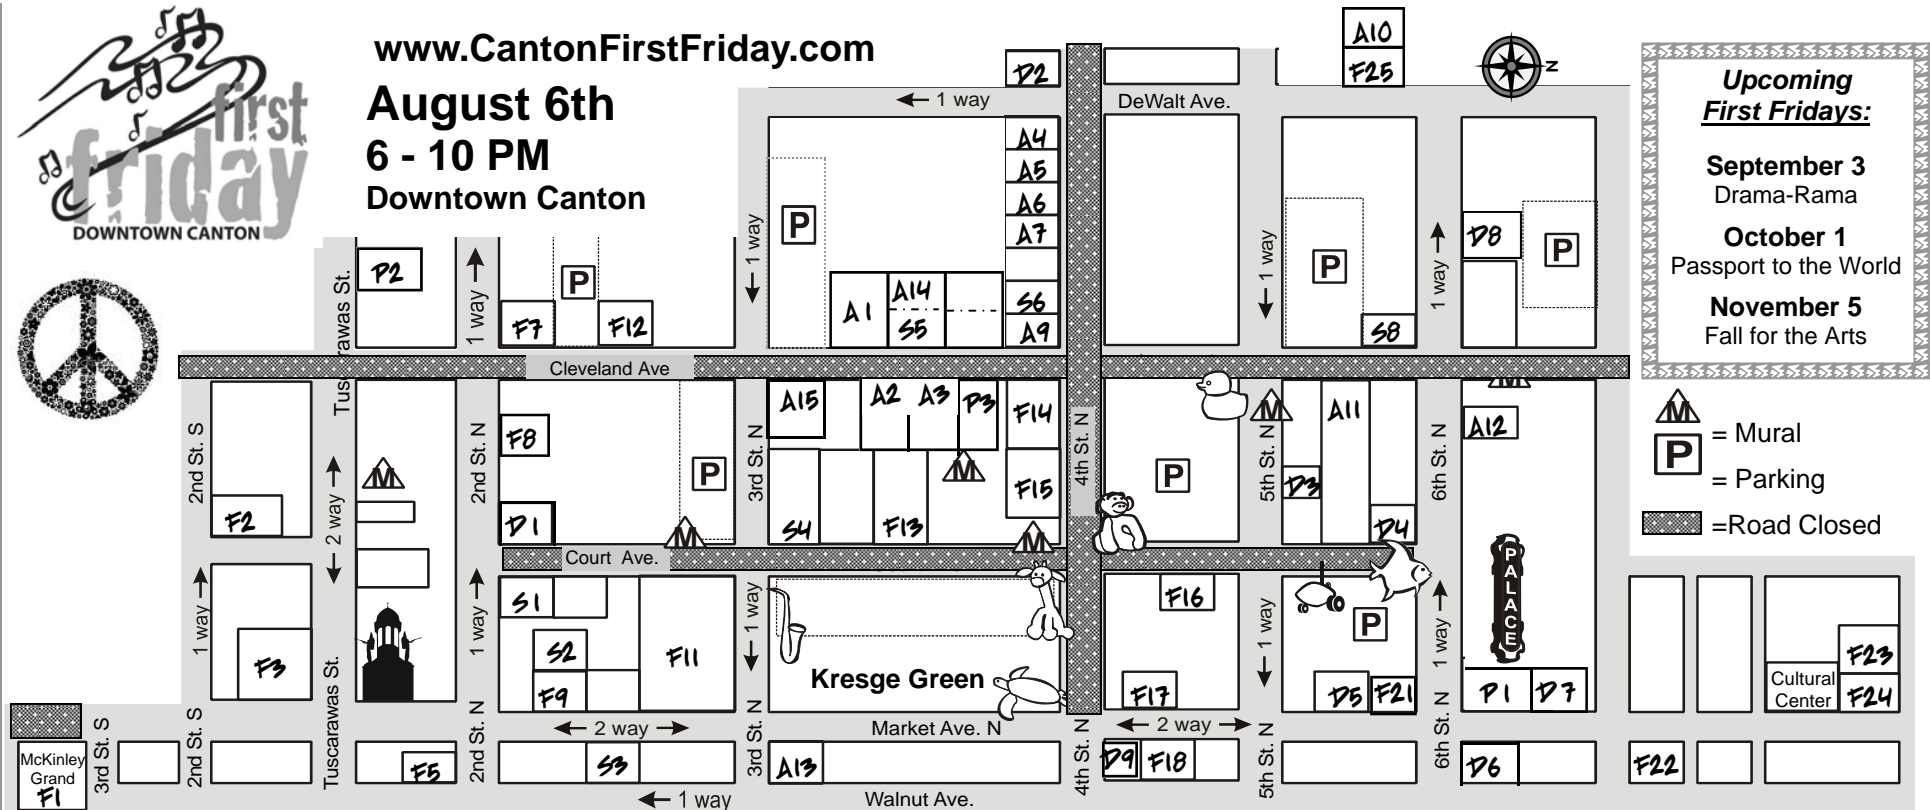 www.CantonFirstFriday.com
August 6th
6 - 10 PM
Downtown Canton
first
friday
DOWNTOWN CANTON
Upcoming
First Fridays:
September 3
Drama-Rama
October 1
Passport to the World
November 5
Fall for the Arts
M = Mural
P = Parking
=Road Closed
N
A10
F25
D2
← 1 way
DeWalt Ave.
A4
A5
A6
A7
S6
A9
P
A1
A14
S5
1 way
P2
1 way
F7
P
F12
1 way
P
S8
1 way
D8
P
Tuscarawas St.
Cleveland Ave
2nd St. S
F2
2 way
M
2nd St. N
F8
D1
P
M
3rd St. N
A15
A2
A3
P3
F14
S4
F13
M
F15
M
4th St. N
P
5th St. N
M
A11
D3
D4
6th St. N
M
A12
Court Ave.
1 way
F3
Tuscarawas St.
1 way
S1
S2
F9
F11
1 way
Kresge Green
F16
F17
1 way
P
D5
F21
1 way
PALACE
P1
D7
Cultural
Center
F23
F24
2 way
Market Ave. N
2 way
McKinley
Grand
F1
3rd St. S
2nd St. S
F5
2nd St. N
S3
3rd St. N
A13
4th St. N
D9
F18
5th St. N
6th St. N
D6
F22
← 1 way
Walnut Ave.